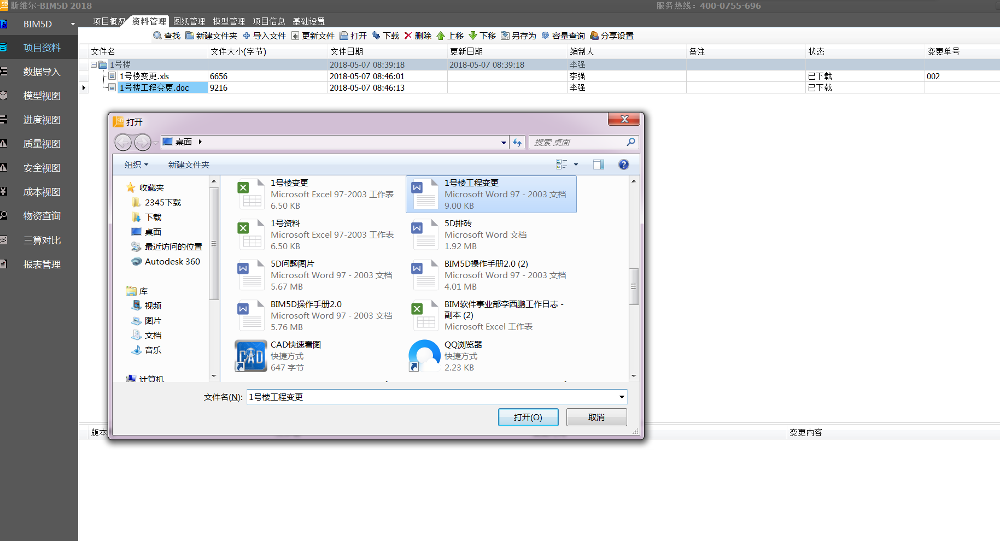 斯维尔-BIM5D 2018
服务热线：400-0755-696
BIM5D
项目概况 资料管理 图纸管理 模型管理 项目信息 基础设置
查找 新建文件夹 导入文件 更新文件 打开 下载 删除 上移 下移 另存为 容量查询 分享设置
项目资料
数据导入
模型视图
进度视图
质量视图
安全视图
成本视图
物资查询
三算对比
报表管理
文件名 文件大小(字节) 文件日期 更新日期 编制人 备注 状态 变更单号
1号楼 2018-05-07 08:39:18 2018-05-07 08:39:18 李强
1号楼变更.xls 6656 2018-05-07 08:46:01 李强 已下载 002
1号楼工程变更.doc 9216 2018-05-07 08:46:13 李强 已下载
打开
桌面
搜索 桌面
组织 新建文件夹
收藏夹
2345下载
下载
桌面
最近访问的位置
Autodesk 360
库
视频
图片
文档
音乐
计算机
1号楼变更
Microsoft Excel 97-2003 工作表
6.50 KB
1号楼工程变更
Microsoft Word 97 - 2003 文档
9.00 KB
1号资料
Microsoft Excel 97-2003 工作表
6.50 KB
5D排砖
Microsoft Word 文档
1.92 MB
5D问题图片
Microsoft Word 97 - 2003 文档
5.67 MB
BIM5D操作手册2.0 (2)
Microsoft Word 97 - 2003 文档
4.01 MB
BIM5D操作手册2.0
Microsoft Word 97 - 2003 文档
5.76 MB
BIM软件事业部李西鹏工作日志 -
副本 (2)
Microsoft Excel 工作表
CAD
CAD快速看图
快捷方式
647 字节
QQ浏览器
快捷方式
2.23 KB
文件名(N): 1号楼工程变更
打开(O) 取消
版本
变更内容